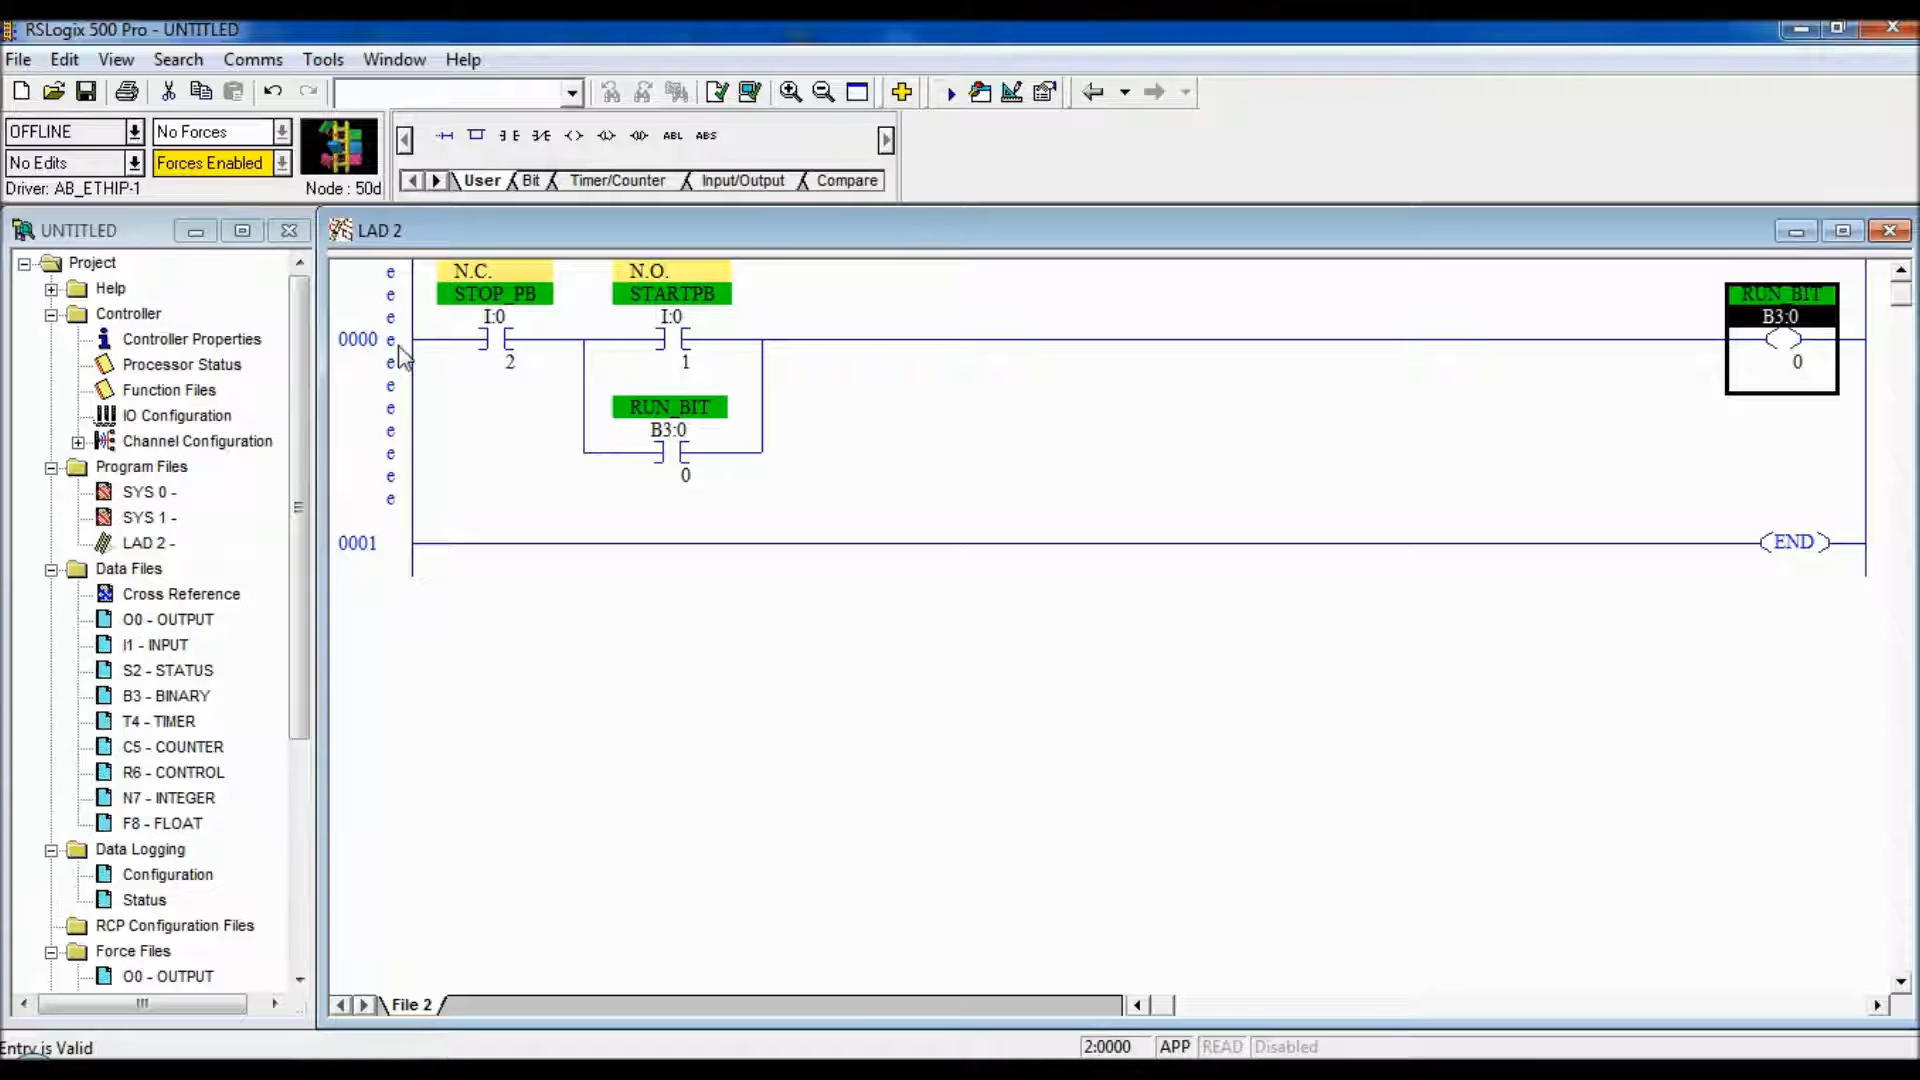 RSLogix 500 Pro - UNTITLED
File Edit View Search Comms Tools Window Help
OFFLINE No Forces
No Edits Forces Enabled
Driver: AB_ETHIP-1 Node : 50d
ABL ABS
User Bit Timer/Counter Input/Output Compare
UNTITLED
Project
Help
Controller
Controller Properties
Processor Status
Function Files
IO Configuration
Channel Configuration
Program Files
SYS 0 -
SYS 1 -
LAD 2 -
Data Files
Cross Reference
O0 - OUTPUT
I1 - INPUT
S2 - STATUS
B3 - BINARY
T4 - TIMER
C5 - COUNTER
R6 - CONTROL
N7 - INTEGER
F8 - FLOAT
Data Logging
Configuration
Status
RCP Configuration Files
Force Files
O0 - OUTPUT
LAD 2
e N.C. N.O.
e STOP_PB STARTPB RUN_BIT
e I:0 I:0 B3:0
0000 e
e 2 1 0
e
e RUN_BIT
e B3:0
e
e 0
e
0001 END
File 2
Entry is Valid 2:0000 APP READ Disabled